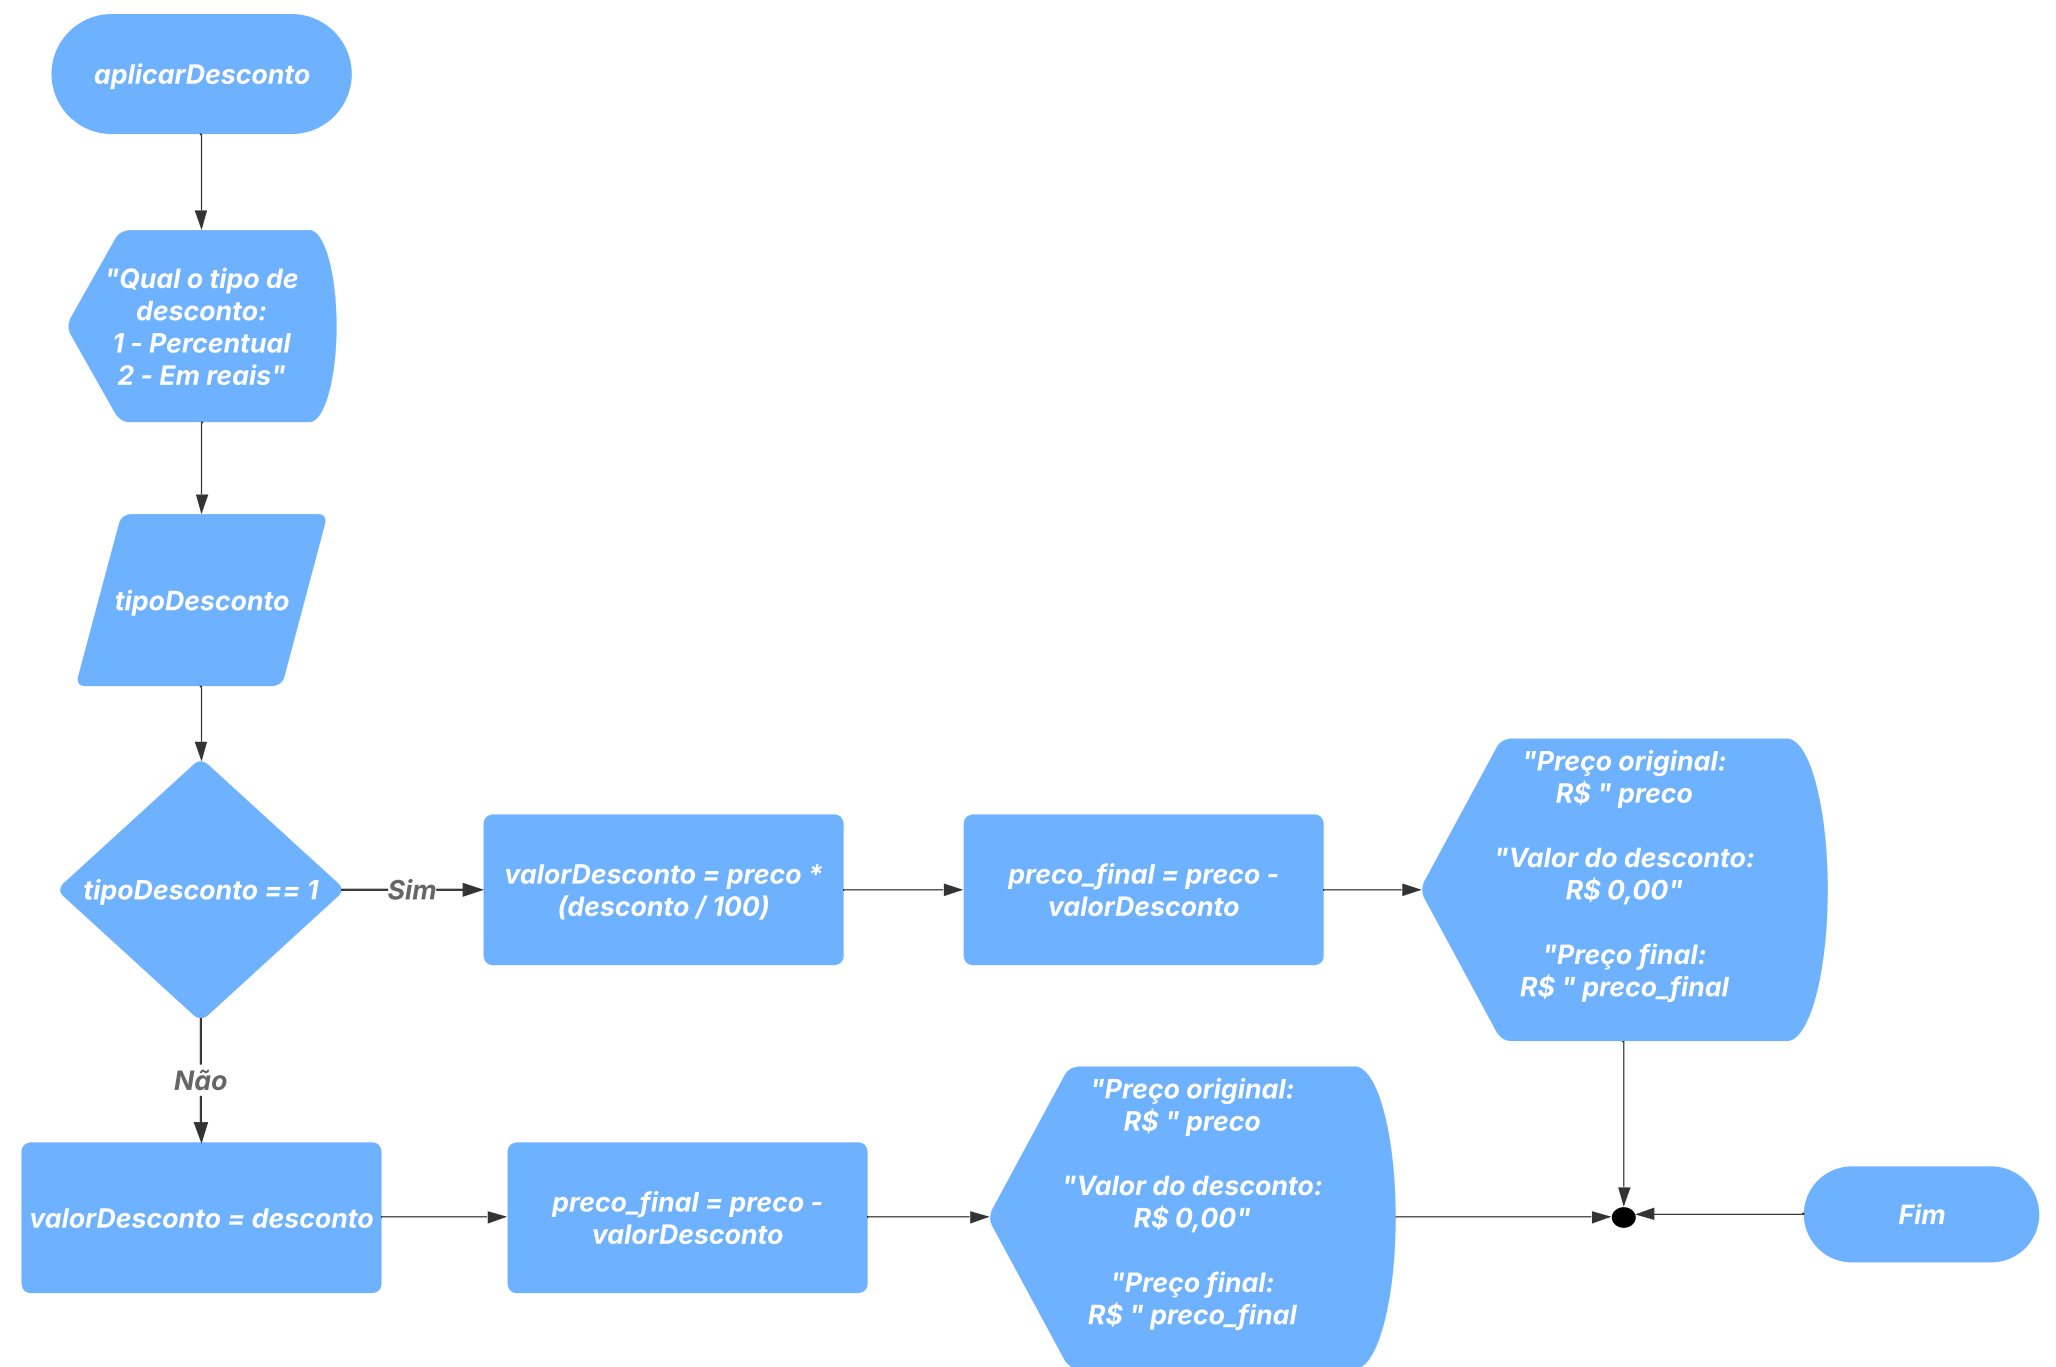 aplicarDesconto
"Qual o tipo de
desconto:
1 - Percentual
2 - Em reais"
tipoDesconto
tipoDesconto == 1
Sim
valorDesconto = preco *
(desconto / 100)
preco_final = preco -
valorDesconto
"Preço original:
R$ " preco
"Valor do desconto:
R$ 0,00"
"Preço final:
R$ " preco_final
Não
valorDesconto = desconto
preco_final = preco -
valorDesconto
"Preço original:
R$ " preco
"Valor do desconto:
R$ 0,00"
"Preço final:
R$ " preco_final
Fim